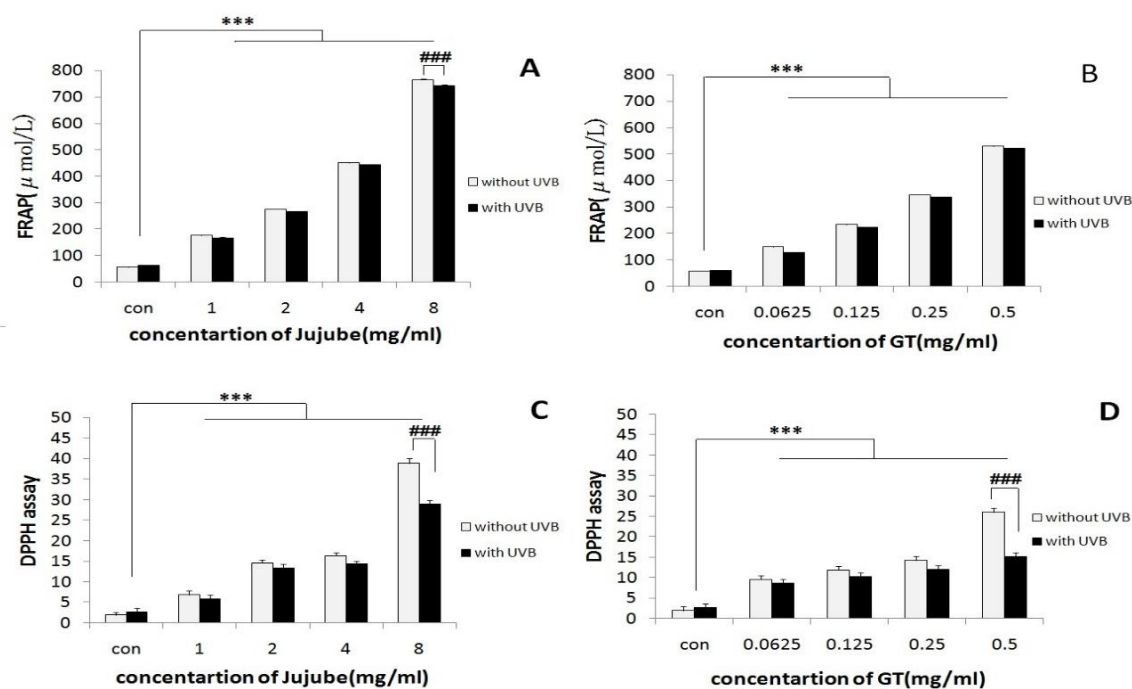 ***
A
###
800
700
600
500
400
300
200
100
0
FRAP( μ mol/L)
without UVB
with UVB
con 1 2 4 8
concentartion of Jujube(mg/ml)
***
B
800
700
600
500
400
300
200
100
0
FRAP( μ mol/L)
without UVB
with UVB
con 0.0625 0.125 0.25 0.5
concentartion of GT(mg/ml)
***
C
###
50
45
40
35
30
25
20
15
10
5
0
DPPH assay
without UVB
with UVB
con 1 2 4 8
concentartion of Jujube(mg/ml)
***
D
###
50
45
40
35
30
25
20
15
10
5
0
DPPH assay
without UVB
with UVB
con 0.0625 0.125 0.25 0.5
concentartion of GT(mg/ml)